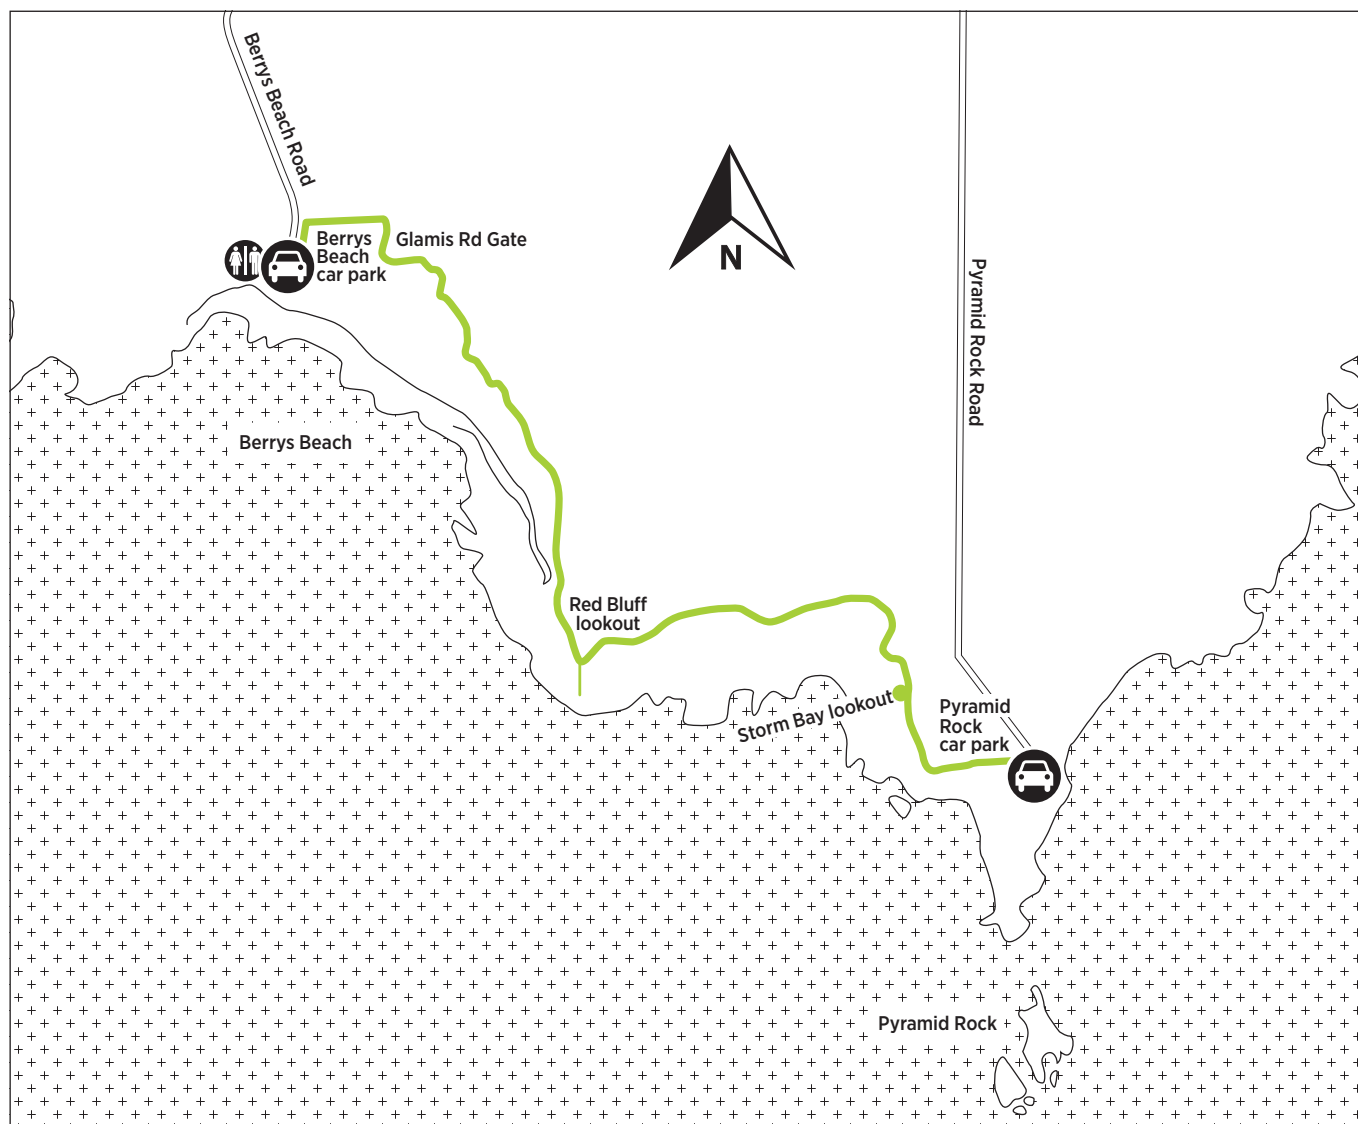 Berrys Beach Road
Berrys
Beach
car park
Glamis Rd Gate
N
Pyramid Rock Road
Berrys Beach
Red Bluff
lookout
Storm Bay lookout
Pyramid
Rock
car park
Pyramid Rock